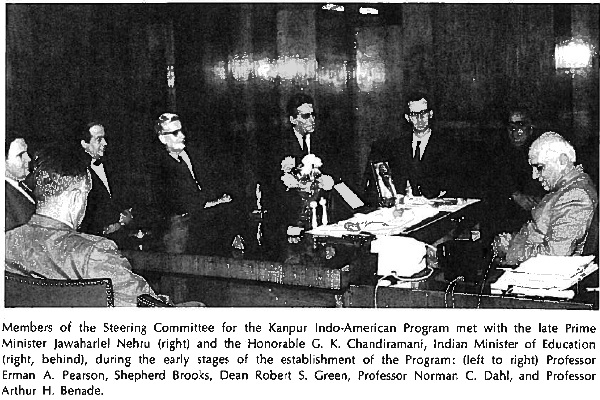 Members of the Steering Committee for the Kanpur Indo-American Program met with the late Prime
Minister Jawaharlel Nehru (right) and the Honorable G. K. Chandiramani, Indian Minister of Education
(right, behind), during the early stages of the establishment of the Program: (left to right) Professor
Erman A. Pearson, Shepherd Brooks, Dean Robert S. Green, Professor Norman C. Dahl, and Professor
Arthur H. Benade.